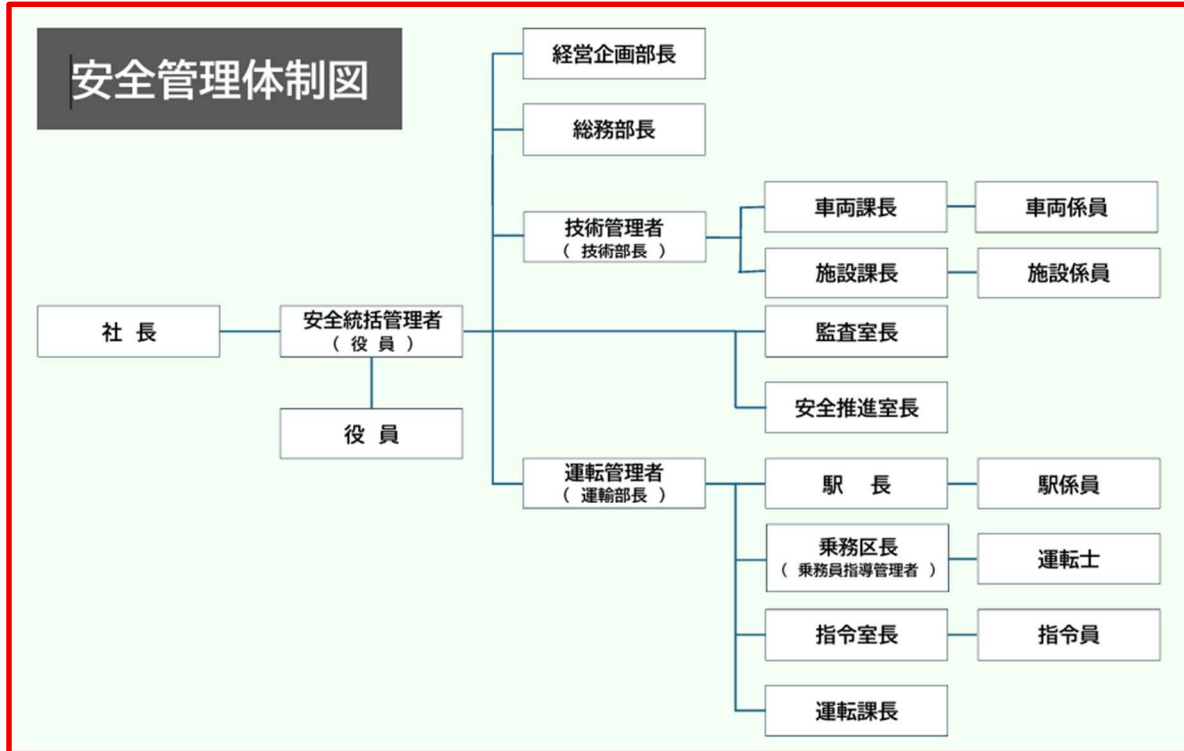 安全管理体制図
経営企画部長
総務部長
技術管理者
（ 技術部長 ）
車両課長
車両係員
施設課長
施設係員
社 長
安全統括管理者
（ 役 員 ）
役 員
監査室長
安全推進室長
運転管理者
（ 運輸部長 ）
駅 長
駅係員
乗務区長
（ 乗務員指導管理者 ）
運転士
指令室長
指令員
運転課長